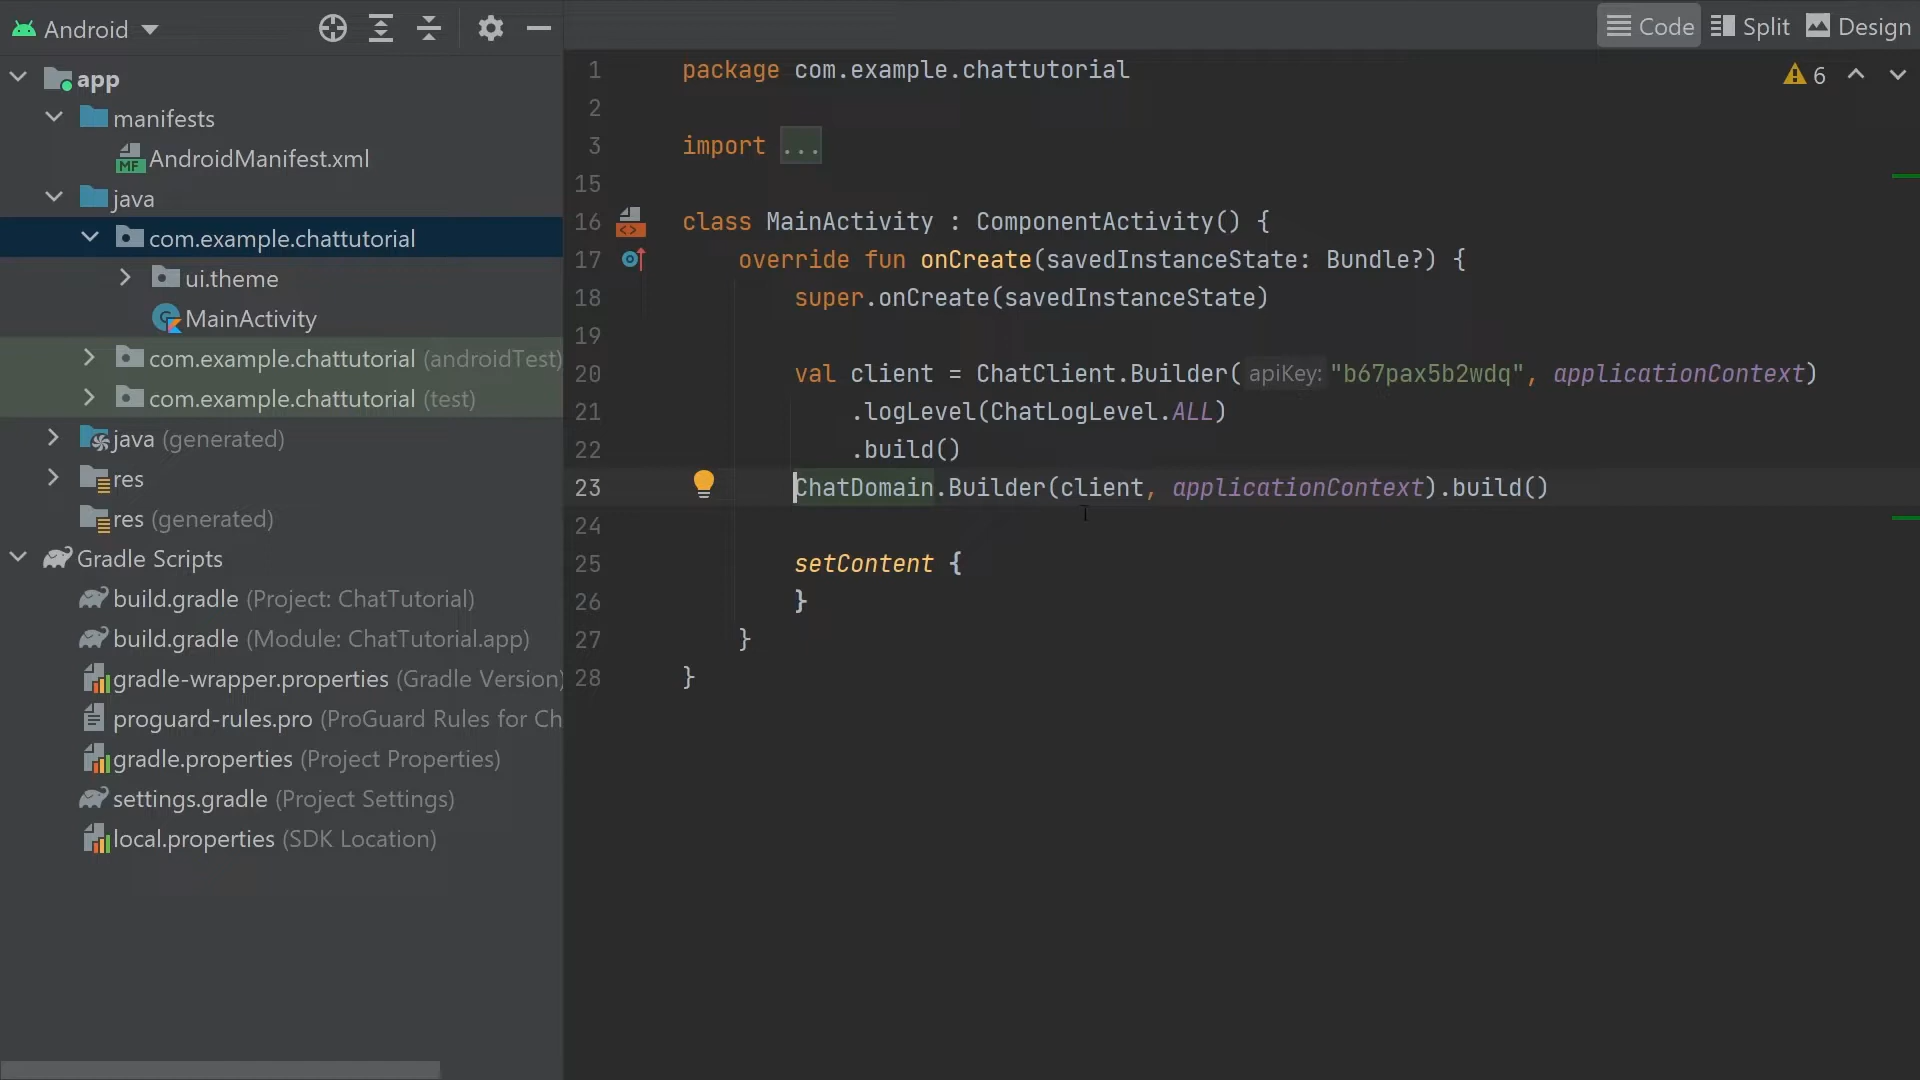 Android
app
manifests
AndroidManifest.xml
java
com.example.chattutorial
ui.theme
MainActivity
com.example.chattutorial (androidTest)
com.example.chattutorial (test)
java (generated)
res
res (generated)
Gradle Scripts
build.gradle (Project: ChatTutorial)
build.gradle (Module: ChatTutorial.app)
gradle-wrapper.properties (Gradle Version)
proguard-rules.pro (ProGuard Rules for Ch
gradle.properties (Project Properties)
settings.gradle (Project Settings)
local.properties (SDK Location)
Code Split Design
6
1 package com.example.chattutorial
2
3 import ...
15
16 class MainActivity : ComponentActivity() {
17 override fun onCreate(savedInstanceState: Bundle?) {
18 super.onCreate(savedInstanceState)
19
20 val client = ChatClient.Builder( apiKey: "b67pax5b2wdq", applicationContext)
21 .logLevel(ChatLogLevel.ALL)
22 .build()
23 ChatDomain.Builder(client, applicationContext).build()
24
25 setContent {
26 }
27 }
28 }